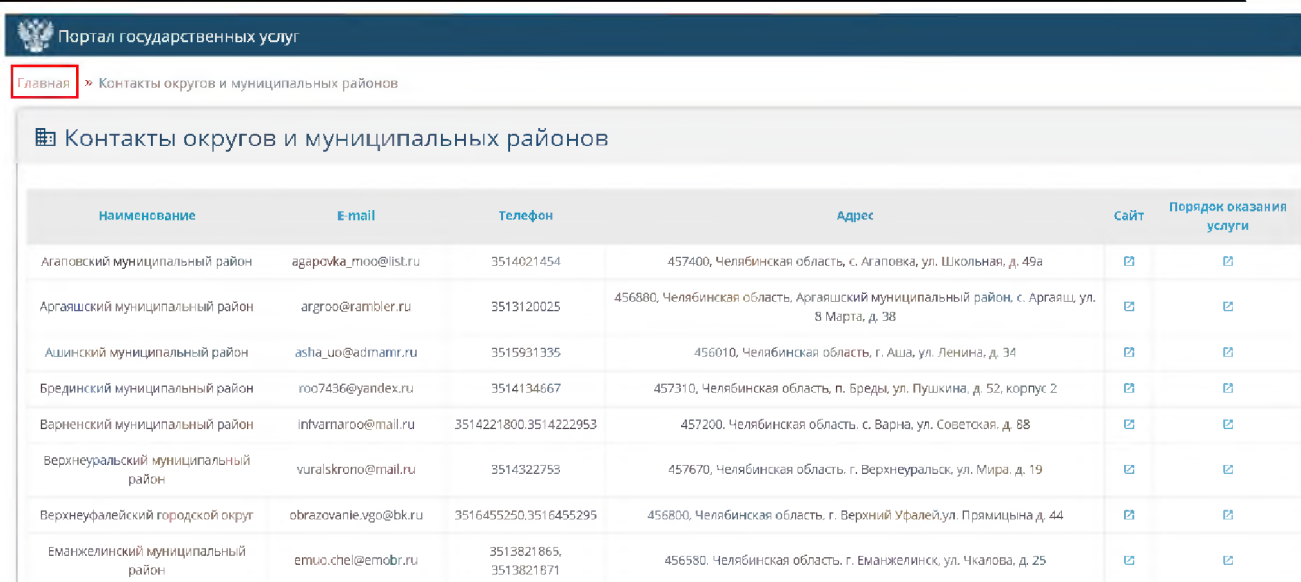 Портал государственных услуг
Главная » Контакты округов и муниципальных районов
Контакты округов и муниципальных районов
Наименование E-mail Телефон Адрес Сайт Порядок оказания услуги
Агаповский муниципальный район agapovka_moo@list.ru 3514021454 457400, Челябинская область, с. Агаповка, ул. Школьная, д. 49а
Аргаяшский муниципальный район argroo@rambler.ru 3513120025 456880, Челябинская область, Аргаяшский муниципальный район, с. Аргаяш, ул.
8 Марта, д. 38
Ашинский муниципальный район asha_uo@admamr.ru 3515931335 456010, Челябинская область, г. Аша, ул. Ленина, д. 34
Брединский муниципальный район roo7436@yandex.ru 3514134667 457310, Челябинская область, п. Бреды, ул. Пушкина, д. 52, корпус 2
Варненский муниципальный район infvarnaroo@mail.ru 3514221800,3514222953 457200, Челябинская область, с. Варна, ул. Советская, д. 88
Верхнеуральский муниципальный
район vuralskrono@mail.ru 3514322753 457670, Челябинская область, г. Верхнеуральск, ул. Мира, д. 19
Верхнеуфалейский городской округ obrazovanie.vgo@bk.ru 3516455250,3516455295 456800, Челябинская область, г. Верхний Уфалей,ул. Прямицына д. 44
Еманжелинский муниципальный
район emuo.chel@emobr.ru 3513821865,
3513821871 456580, Челябинская область, г. Еманжелинск, ул. Чкалова, д. 25